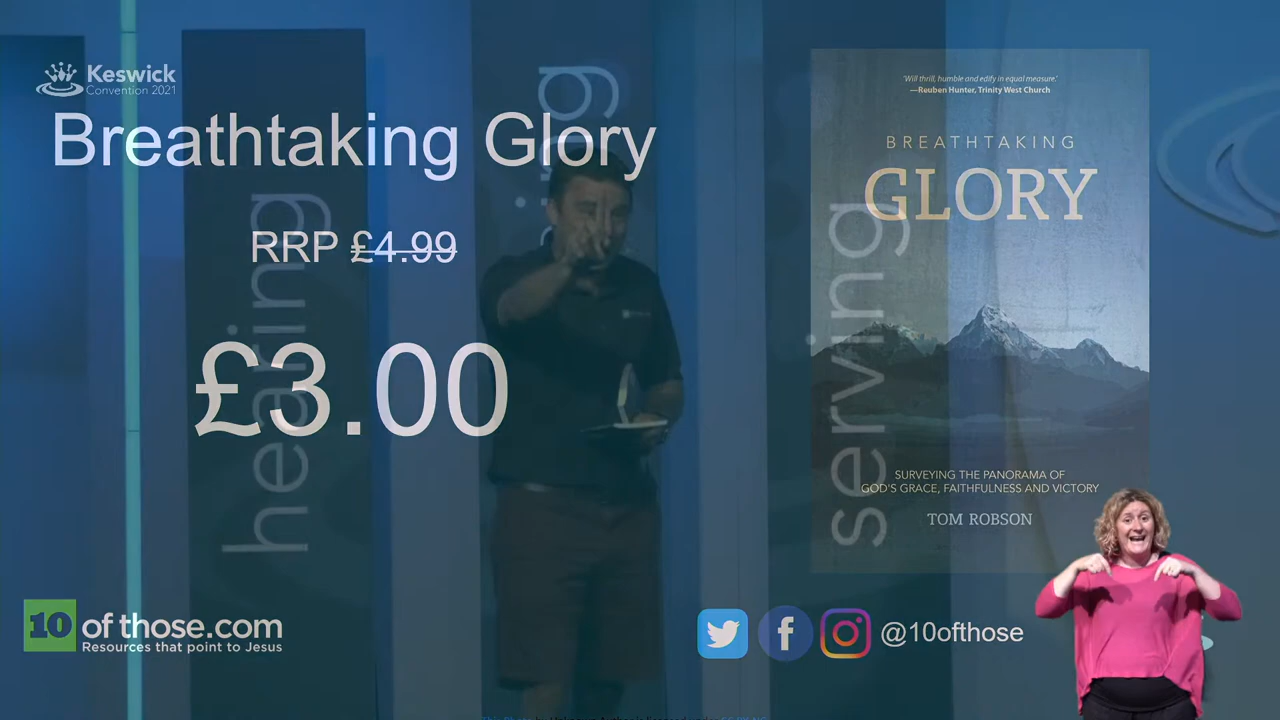 Keswick
Convention 2021
Breathtaking Glory
RRP £4.99
£3.00
hearing
serving
'Will thrill, humble and edify in equal measure.'
—Reuben Hunter, Trinity West Church
BREATHTAKING
GLORY
SURVEYING THE PANORAMA OF
GOD'S GRACE, FAITHFULNESS AND VICTORY
TOM ROBSON
10 of those.com
Resources that point to Jesus
@10ofthose